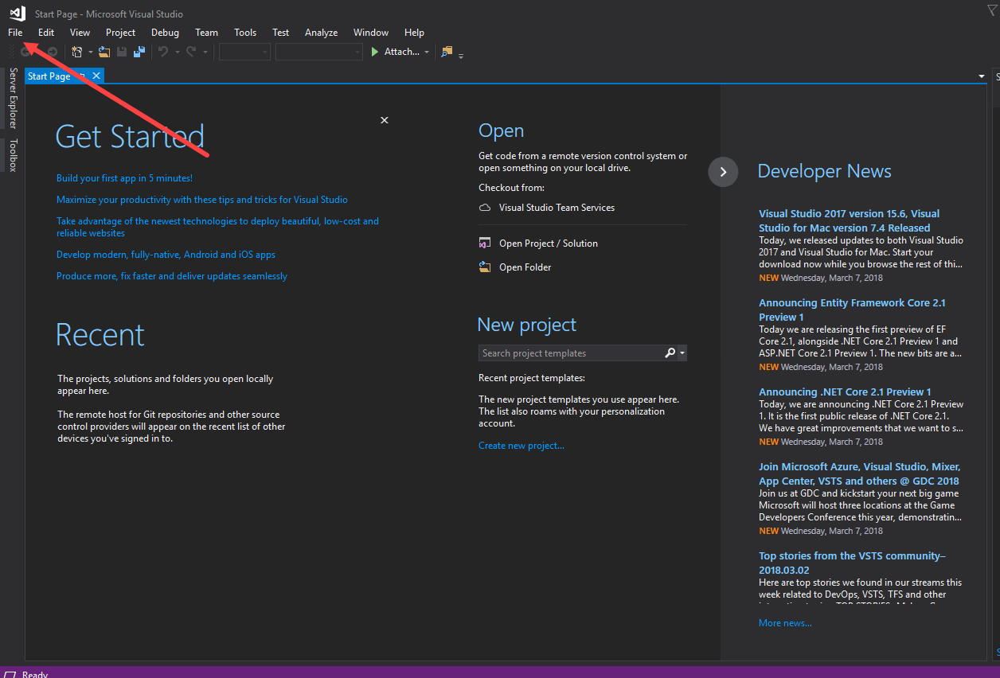 Start Page - Microsoft Visual Studio
File Edit View Project Debug Team Tools Test Analyze Window Help
Attach...
Server Explorer
Toolbox
Start Page
Get Started
Build your first app in 5 minutes!
Maximize your productivity with these tips and tricks for Visual Studio
Take advantage of the newest technologies to deploy beautiful, low-cost and
reliable websites
Develop modern, fully-native, Android and iOS apps
Produce more, fix faster and deliver updates seamlessly
Recent
The projects, solutions and folders you open locally
appear here.
The remote host for Git repositories and other source
control providers will appear on the recent list of other
devices you've signed in to.
Open
Get code from a remote version control system or
open something on your local drive.
Checkout from:
Visual Studio Team Services
Open Project / Solution
Open Folder
New project
Search project templates
Recent project templates:
The new project templates you use appear here.
The list also roams with your personalization
account.
Create new project...
Developer News
Visual Studio 2017 version 15.6, Visual
Studio for Mac version 7.4 Released
Today, we released updates to both Visual Studio
2017 and Visual Studio for Mac. Start your
download now while you browse the rest of thi...
NEW Wednesday, March 7, 2018
Announcing Entity Framework Core 2.1
Preview 1
Today we are releasing the first preview of EF
Core 2.1, alongside .NET Core 2.1 Preview 1 and
ASP.NET Core 2.1 Preview 1. The new bits are a...
NEW Wednesday, March 7, 2018
Announcing .NET Core 2.1 Preview 1
Today, we are announcing .NET Core 2.1 Preview
1. It is the first public release of .NET Core 2.1.
We have great improvements that we want to s...
NEW Wednesday, March 7, 2018
Join Microsoft Azure, Visual Studio, Mixer,
App Center, VSTS and others @ GDC 2018
Join us at GDC and kickstart your next big game
Microsoft will host three locations at the Game
Developers Conference this year, demonstratin...
NEW Wednesday, March 7, 2018
Top stories from the VSTS community–
2018.03.02
Here are top stories we found in our streams this
week related to DevOps, VSTS, TFS and other
More news...
Ready